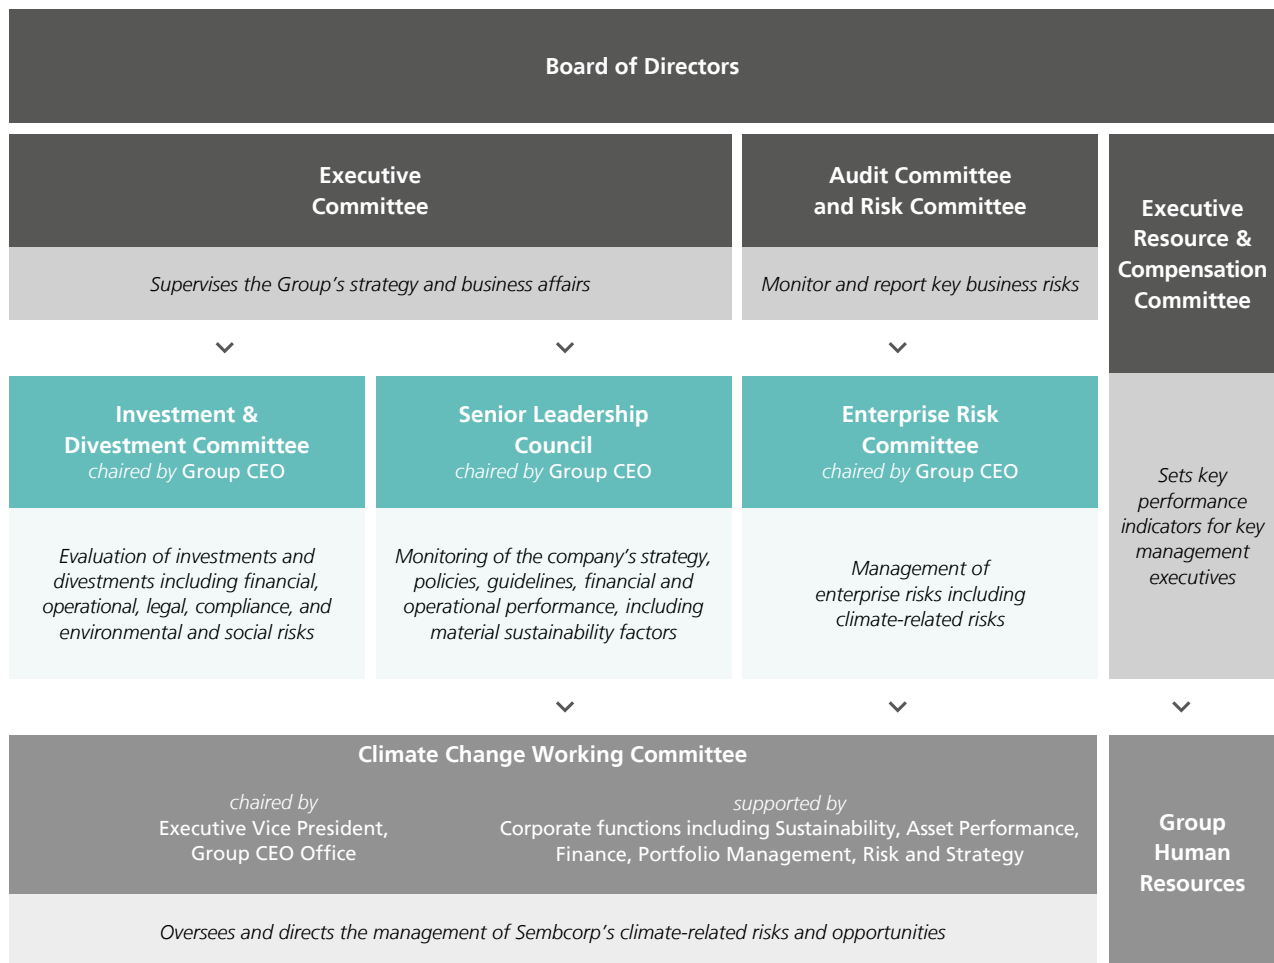 Board of Directors
Executive
Committee
Supervises the Group’s strategy and business affairs
Audit Committee
and Risk Committee
Monitor and report key business risks
Executive
Resource &
Compensation
Committee
Sets key
performance
indicators for key
management
executives
Investment &
Divestment Committee
chaired by Group CEO
Evaluation of investments and
divestments including financial,
operational, legal, compliance, and
environmental and social risks
Senior Leadership
Council
chaired by Group CEO
Monitoring of the company’s strategy,
policies, guidelines, financial and
operational performance, including
material sustainability factors
Enterprise Risk
Committee
chaired by Group CEO
Management of
enterprise risks including
climate-related risks
Climate Change Working Committee
chaired by
Executive Vice President,
Group CEO Office
supported by
Corporate functions including Sustainability, Asset Performance,
Finance, Portfolio Management, Risk and Strategy
Oversees and directs the management of Sembcorp’s climate-related risks and opportunities
Group
Human
Resources